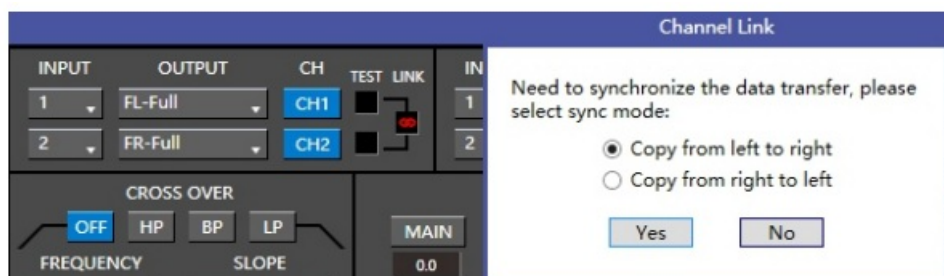 Channel Link
INPUT OUTPUT CH TEST LINK IN
1 FL-Full CH1 1
2 FR-Full CH2 2
CROSS OVER
OFF HP BP LP
FREQUENCY SLOPE
MAIN
0.0
Need to synchronize the data transfer, please
select sync mode:
Copy from left to right
Copy from right to left
Yes No